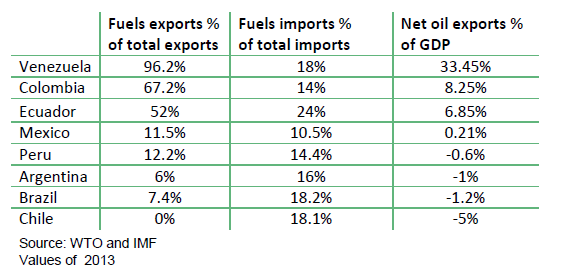 Fuels exports % Fuels imports % Net oil exports %
of total exports of total imports of GDP
Venezuela 96.2% 18% 33.45%
Colombia 67.2% 14% 8.25%
Ecuador 52% 24% 6.85%
Mexico 11.5% 10.5% 0.21%
Peru 12.2% 14.4% -0.6%
Argentina 6% 16% -1%
Brazil 7.4% 18.2% -1.2%
Chile 0% 18.1% -5%
Source: WTO and IMF
Values of 2013